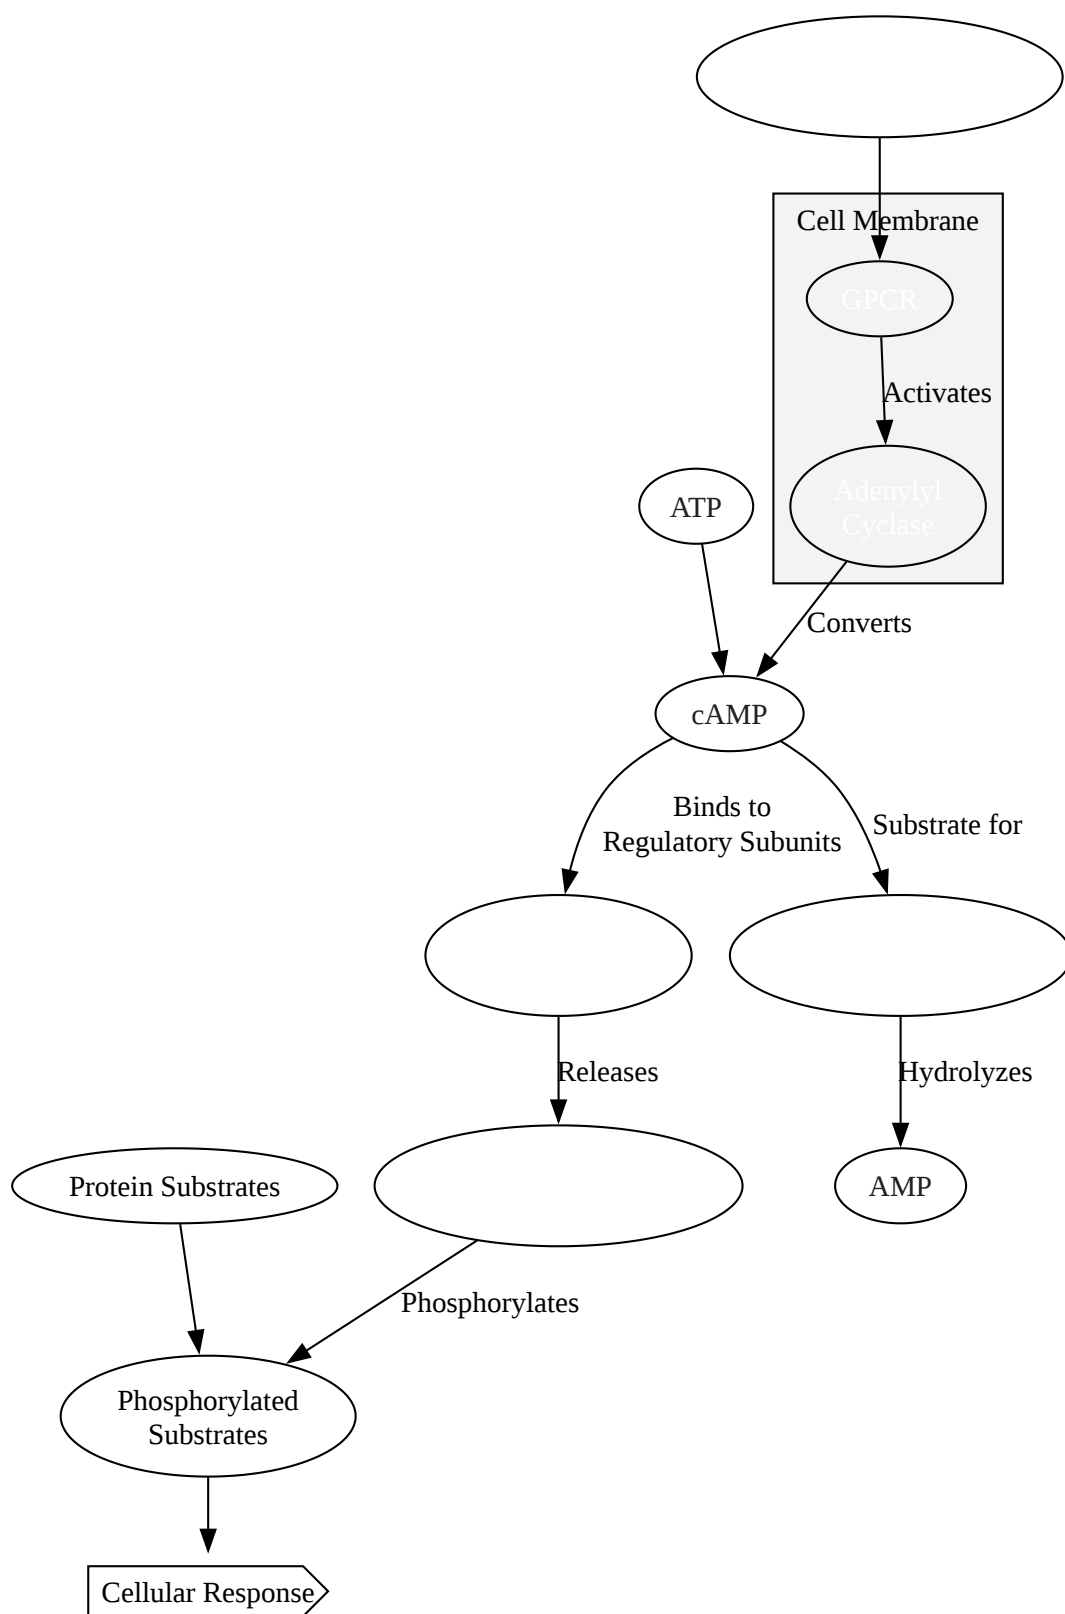 Cell Membrane
GPCR
Activates
Adenylyl
Cyclase
ATP
Converts
cAMP
Binds to
Regulatory Subunits
Substrate for
Releases
Hydrolyzes
Protein Substrates
AMP
Phosphorylates
Phosphorylated
Substrates
Cellular Response